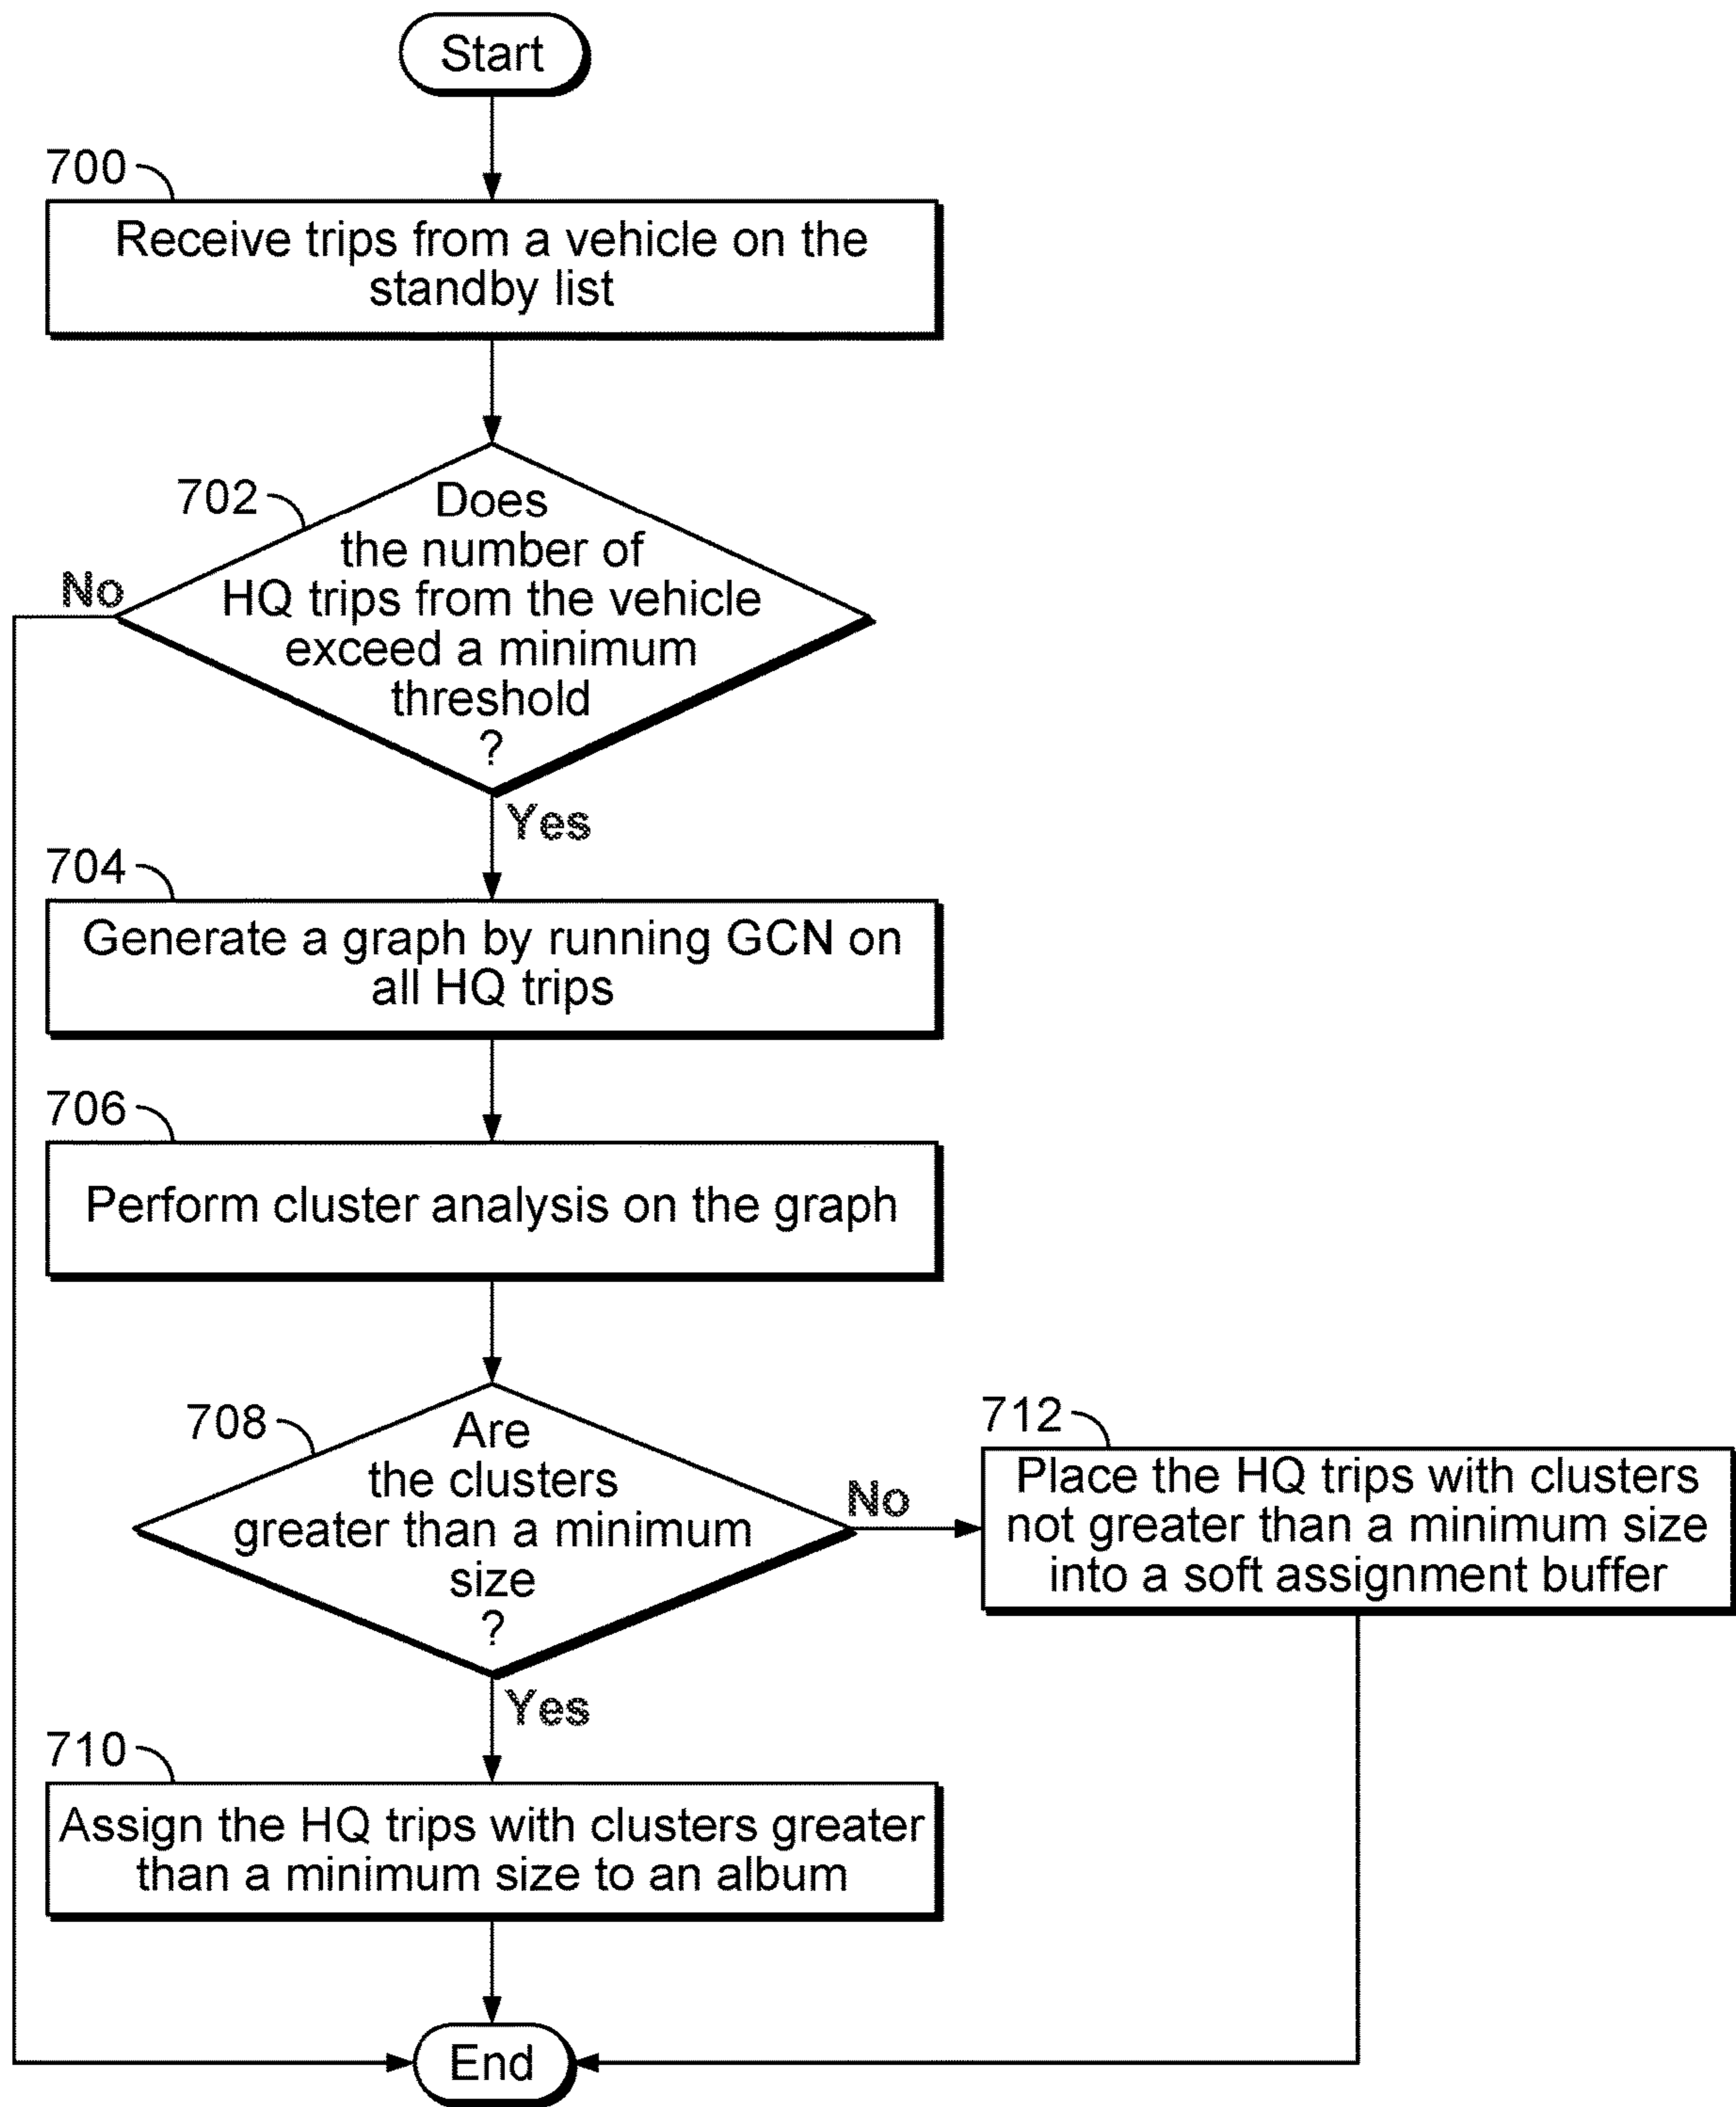 Start
700
Receive trips from a vehicle on the
standby list
702
Does
the number of
HQ trips from the vehicle
exceed a minimum
threshold
?
No
Yes
704
Generate a graph by running GCN on
all HQ trips
706
Perform cluster analysis on the graph
708
Are
the clusters
greater than a minimum
size
?
No
712
Place the HQ trips with clusters
not greater than a minimum size
into a soft assignment buffer
Yes
710
Assign the HQ trips with clusters greater
than a minimum size to an album
End